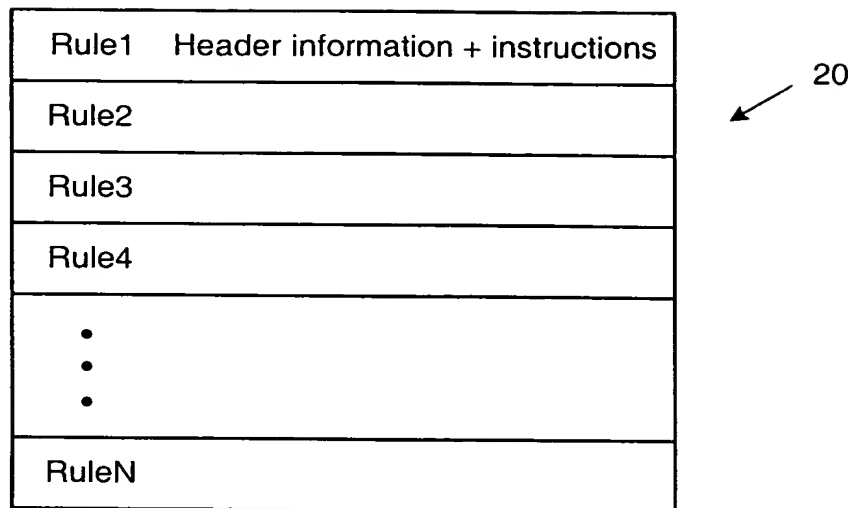 Rule1 Header information + instructions
20
Rule2
Rule3
Rule4
RuleN